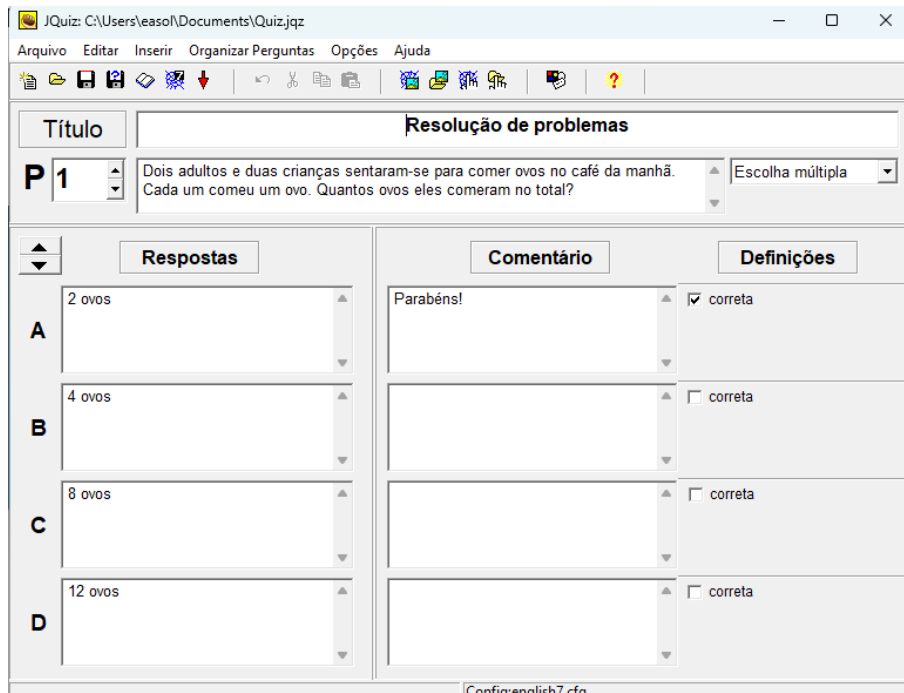 JQuiz: C:\Users\easol\Documents\Quiz.jqz
Arquivo Editar Inserir Organizar Perguntas Opções Ajuda
Título
Resolução de problemas
P 1
Dois adultos e duas crianças sentaram-se para comer ovos no café da manhã.
Cada um comeu um ovo. Quantos ovos eles comeram no total?
Escolha múltipla
Respostas Comentário Definições
A 2 ovos Parabéns! correta
B 4 ovos correta
C 8 ovos correta
D 12 ovos correta
Config:english7.cfg